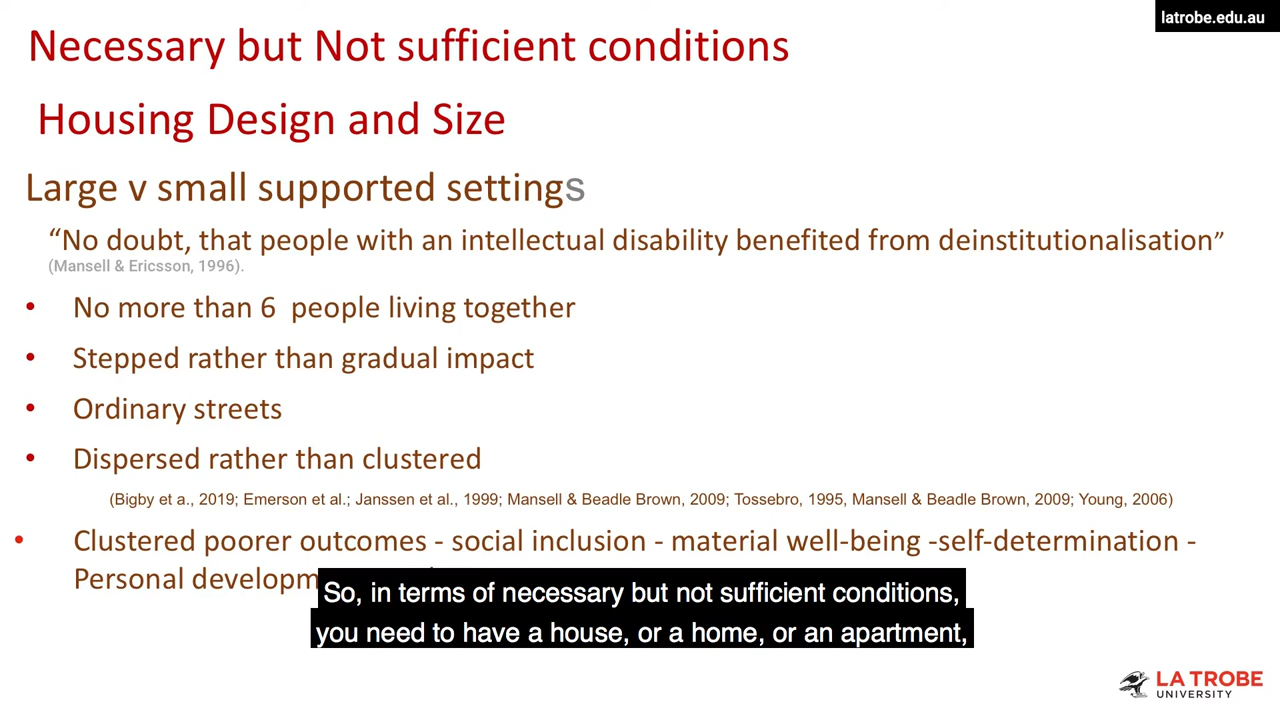 latrobe.edu.au
Necessary but Not sufficient conditions
Housing Design and Size
Large v small supported settings
“No doubt, that people with an intellectual disability benefited from deinstitutionalisation”
(Mansell & Ericsson, 1996).
• No more than 6 people living together
• Stepped rather than gradual impact
• Ordinary streets
• Dispersed rather than clustered
(Bigby et a., 2019; Emerson et al.; Janssen et al., 1999; Mansell & Beadle Brown, 2009; Tossebro, 1995, Mansell & Beadle Brown, 2009; Young, 2006)
• Clustered poorer outcomes - social inclusion - material well-being -self-determination -
Personal
So, in terms of necessary but not sufficient conditions,
you need to have a house, or a home, or an apartment,
LA TROBE
UNIVERSITY